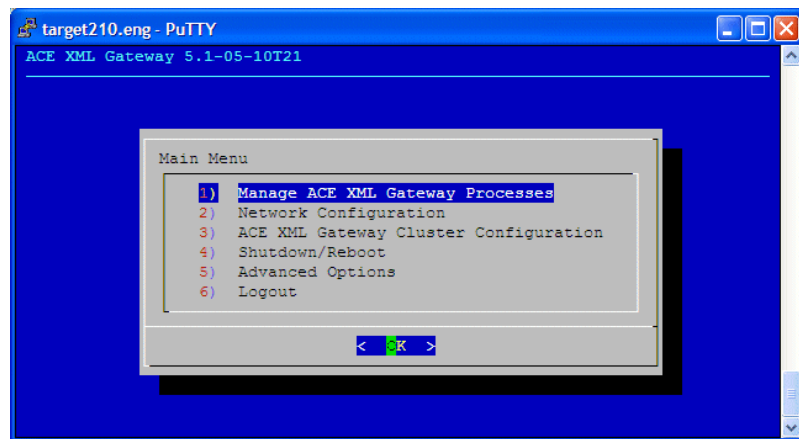 target210.eng - PuTTY
ACE XML Gateway 5.1-05-10T21
Main Menu
1) Manage ACE XML Gateway Processes
2) Network Configuration
3) ACE XML Gateway Cluster Configuration
4) Shutdown/Reboot
5) Advanced Options
6) Logout
< OK >